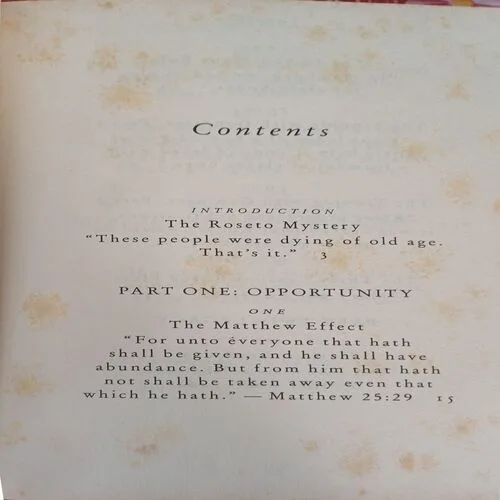 Contents
INTRODUCTION
The Roseto Mystery
"These people were dying of old age.
That's it." 3
PART ONE: OPPORTUNITY
ONE
The Matthew Effect
"For unto éveryone that hath
shall be given, and he shall have
abundance. But from him that hath
not shall be taken away even that
which he hath." — Matthew 25:29 15